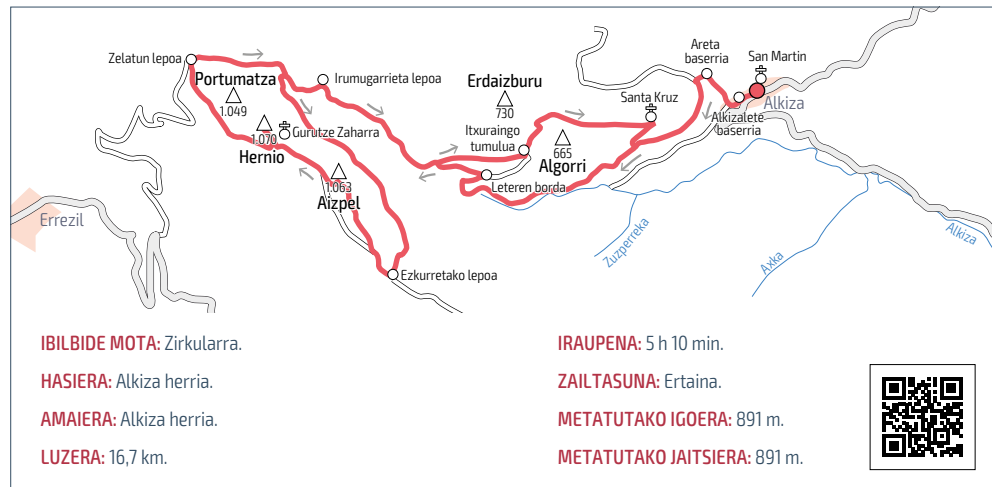 Zelatun lepoa
Portumatza
1.049
Irumugarrieta lepoa
Erdaizburu
730
Areta
baserria
San Martin
Santa Kruz
Alkiza
Alkizalete
baserria
Gurutze Zaharra
1.070
Hernio
Itxuraingo
tumulua
665
Algorri
1.063
Aizpel
Leteren borda
Errezil
Zuzperreka
Axka
Alkiza
Ezkurretako lepoa
IBILBIDE MOTA: Zirkularra.
HASIERA: Alkiza herria.
AMAIERA: Alkiza herria.
LUZERA: 16,7 km.
IRAUPENA: 5 h 10 min.
ZAILTASUNA: Ertaina.
METATUTAKO IGOERA: 891 m.
METATUTAKO JAITSIERA: 891 m.